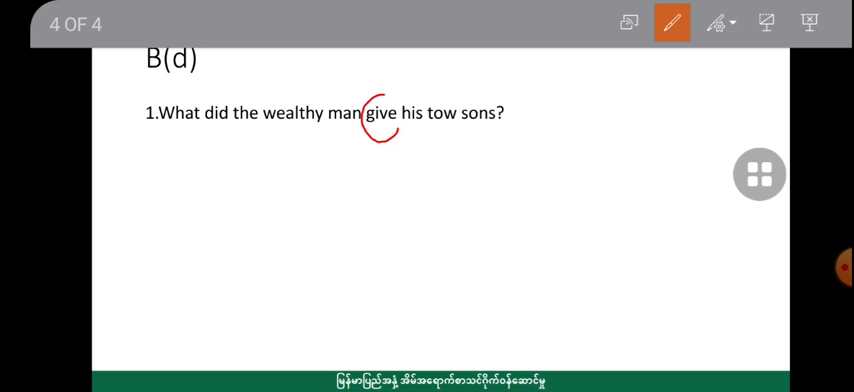 4 OF 4
B(d)
1.What did the wealthy man give his tow sons?
မြန်မာပြည်အနှံ့ အိမ်အရောက်စာသင်ဂိုက်ဝန်ဆောင်မှု